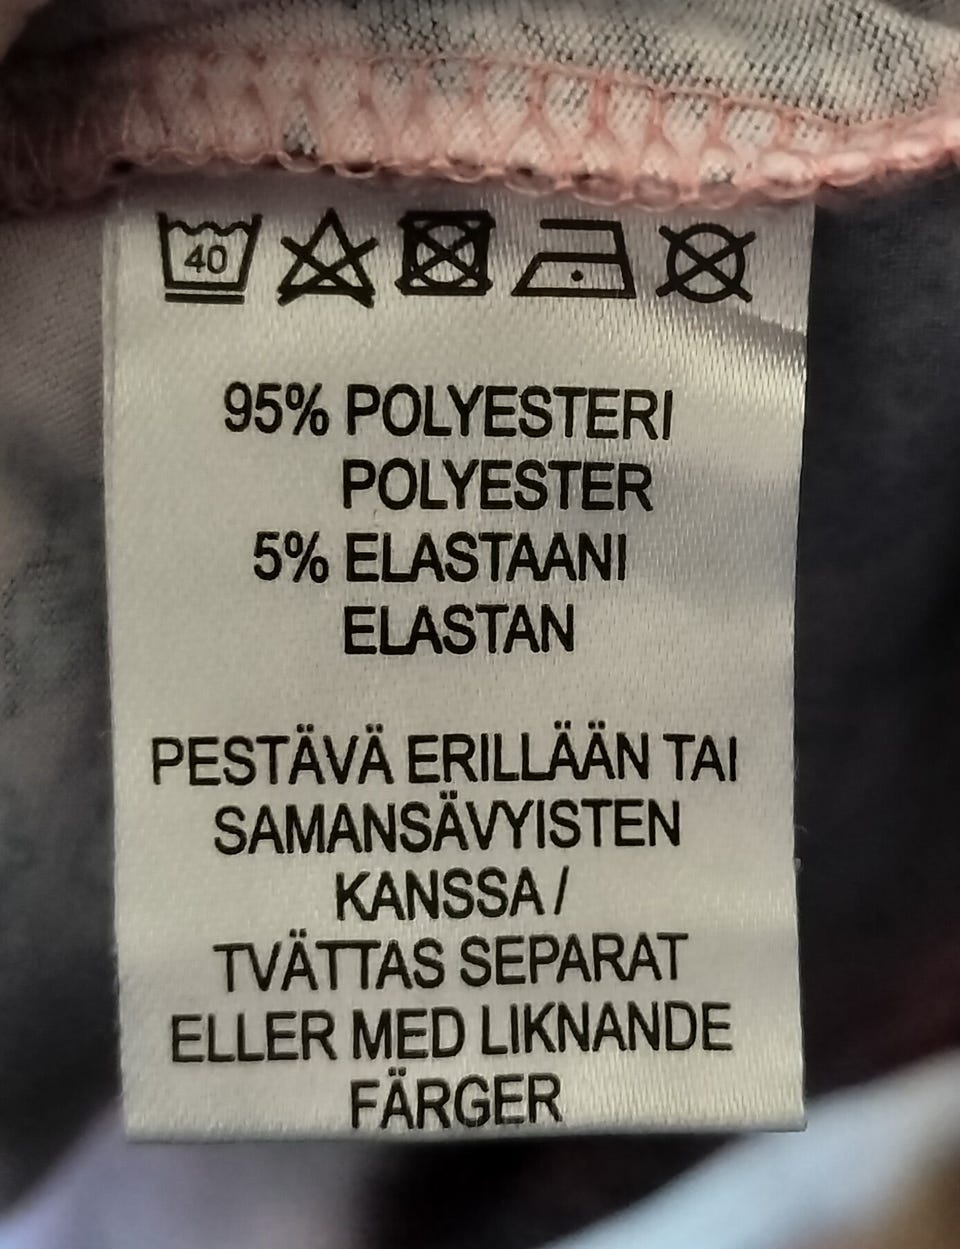 40
95% POLYESTERI
POLYESTER
5% ELASTAANI
ELASTAN
PESTÄVÄ ERILLÄÄN TAI
SAMANSÄVYISTEN
KANSSA /
TVÄTTAS SEPARAT
ELLER MED LIKNANDE
FÄRGER